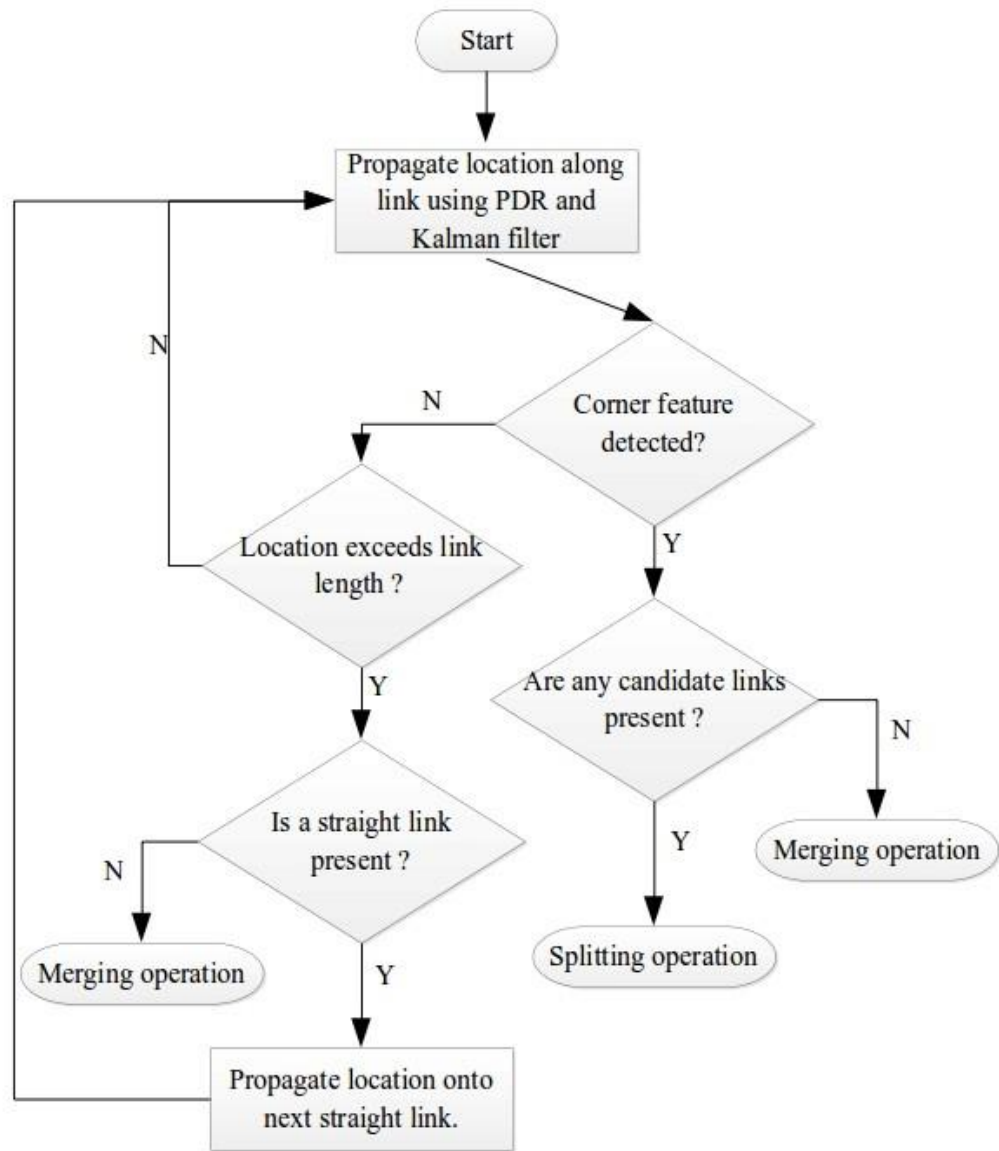 Start
Propagate location along
link using PDR and
Kalman filter
N
N
Corner feature
detected?
Location exceeds link
length ?
Y
Y
Are any candidate links
present ?
N
Is a straight link
present ?
Y
N
Merging operation
Merging operation
Splitting operation
Y
Propagate location onto
next straight link.